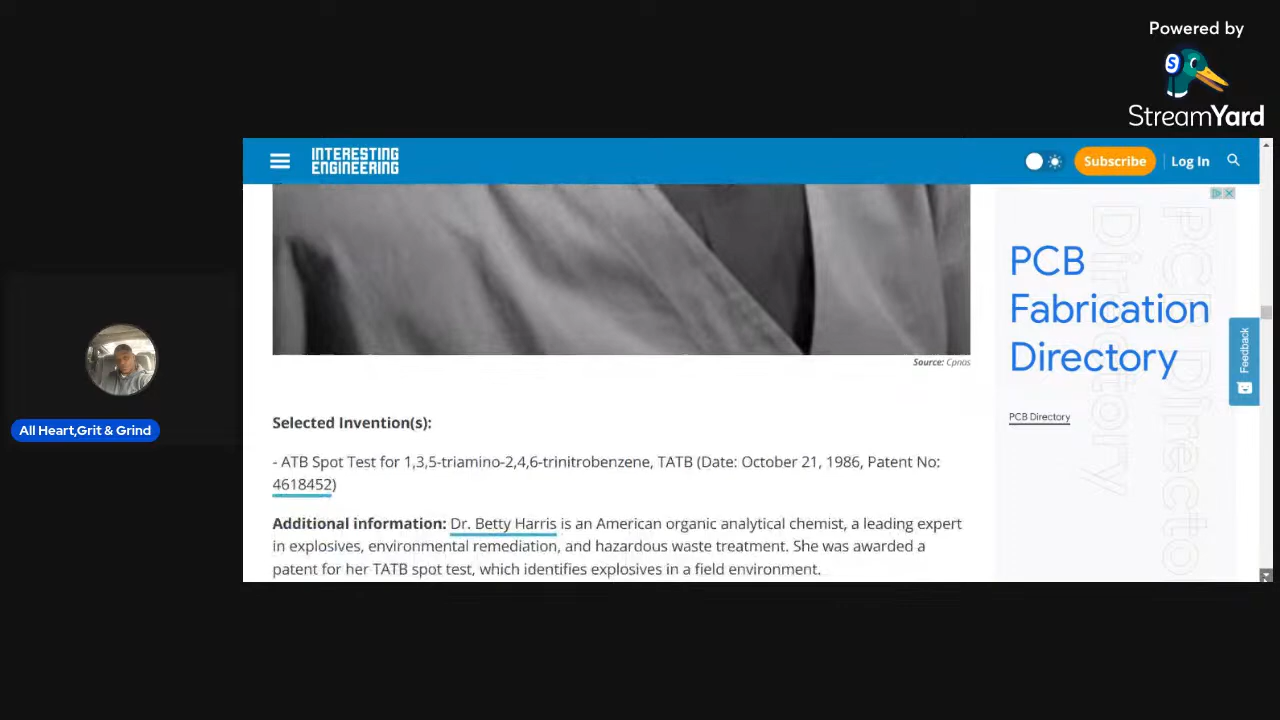 Powered by
S
StreamYard
INTERESTING
ENGINEERING
Subscribe
Log In
PCB
Fabrication
Directory
PCB Directory
PCB Directory
Feedback
Source: Cpnas
Selected Invention(s):
- ATB Spot Test for 1,3,5-triamino-2,4,6-trinitrobenzene, TATB (Date: October 21, 1986, Patent No:
4618452)
Additional information: Dr. Betty Harris is an American organic analytical chemist, a leading expert
in explosives, environmental remediation, and hazardous waste treatment. She was awarded a
patent for her TATB spot test, which identifies explosives in a field environment.
All Heart,Grit & Grind